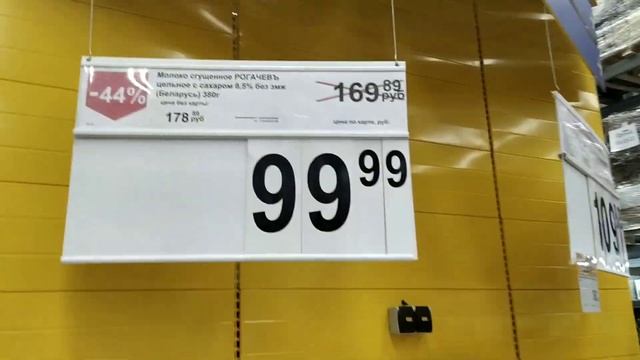 -44%
Молоко сгущенное РОГАЧЕВЪ
цельное с сахаром 8,5% без змж
(Беларусь) 380г
цена без карты:
178 руб
169 89 руб
цена по карте, руб.
99 99
109